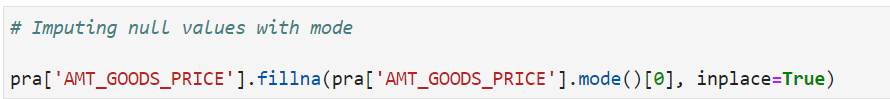 # Imputing null values with mode
pra['AMT_GOODS_PRICE'].fillna(pra['AMT_GOODS_PRICE'].mode()[0], inplace=True)